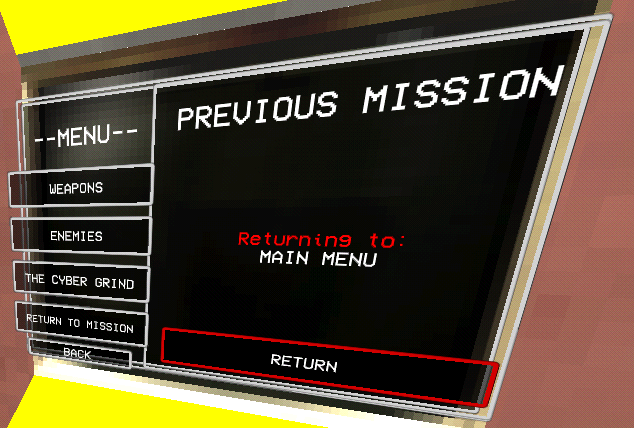 --MENU--
WEAPONS
ENEMIES
THE CYBER GRIND
RETURN TO MISSION
BACK
PREVIOUS MISSION
Returning to:
MAIN MENU
RETURN